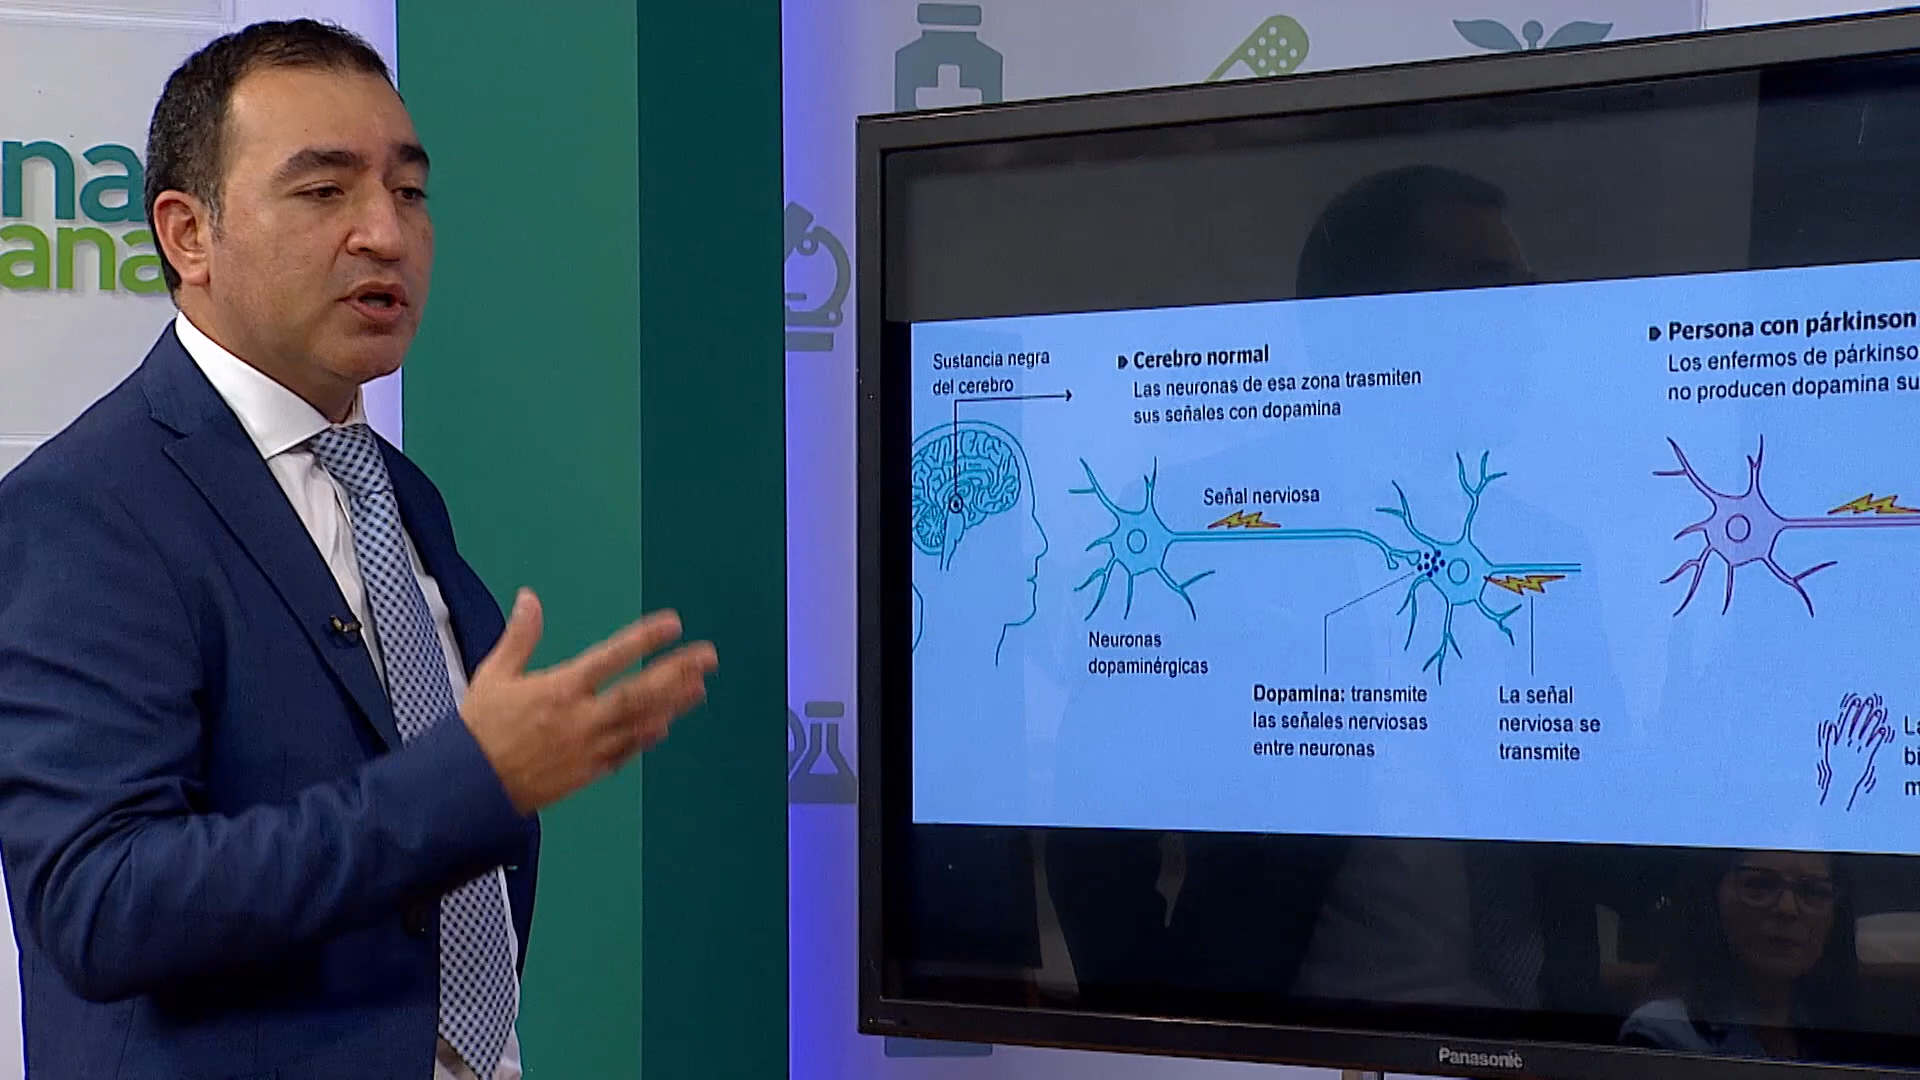 na
ana
Sustancia negra
del cerebro
Cerebro normal
Las neuronas de esa zona trasmiten
sus señales con dopamina
Señal nerviosa
Neuronas
dopaminérgicas
Dopamina: transmite
las señales nerviosas
entre neuronas
La señal
nerviosa se
transmite
Persona con párkinson
Los enfermos de párkinso
no producen dopamina su
La
bi
m
Panasonic